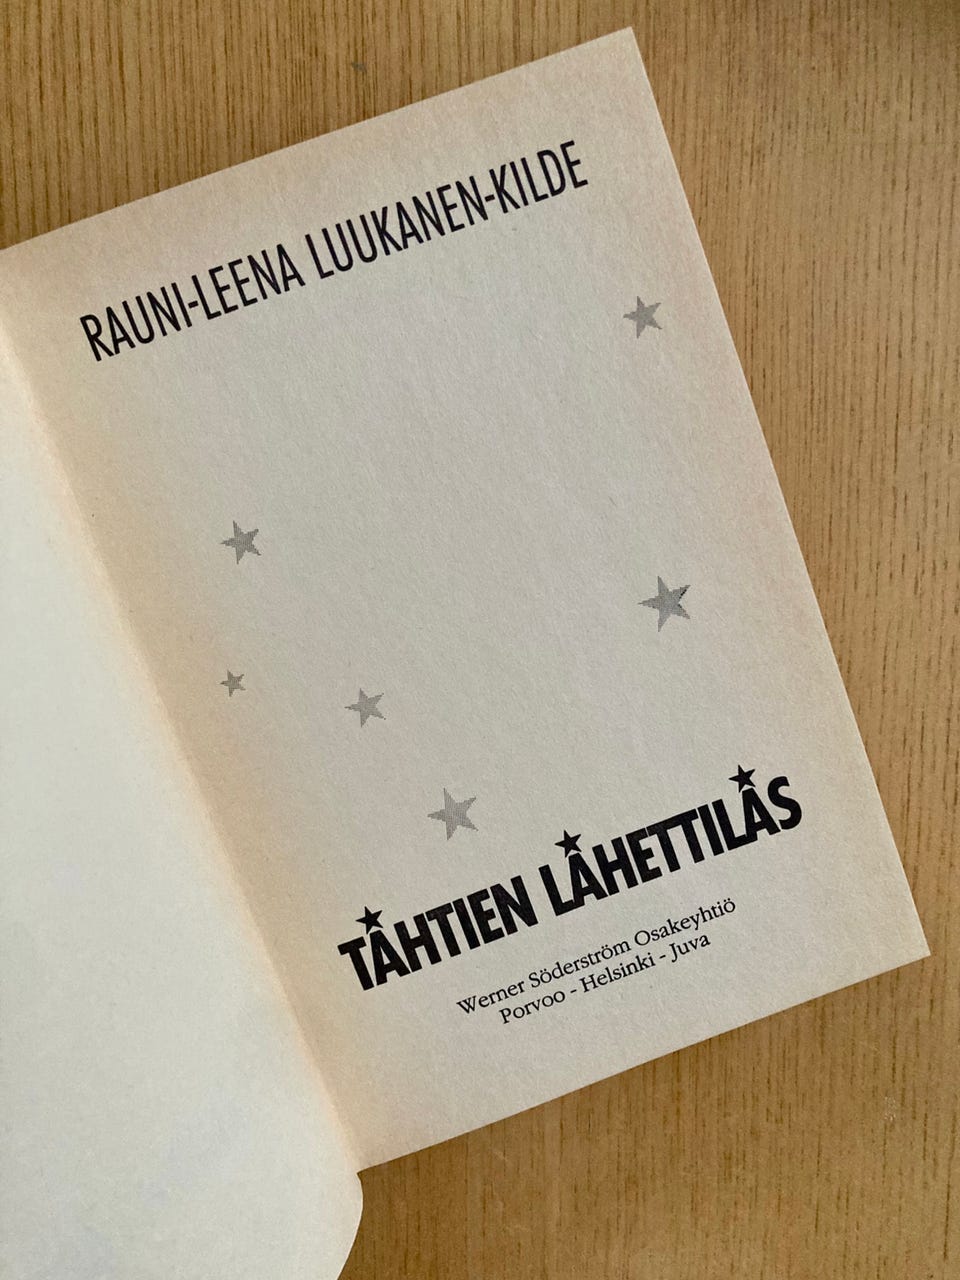 RAUNI-LEENA LUUKANEN-KILDE
TÄHTIEN LÄHETTILÄS
Werner Söderström Osakeyhtiö
Porvoo - Helsinki - Juva